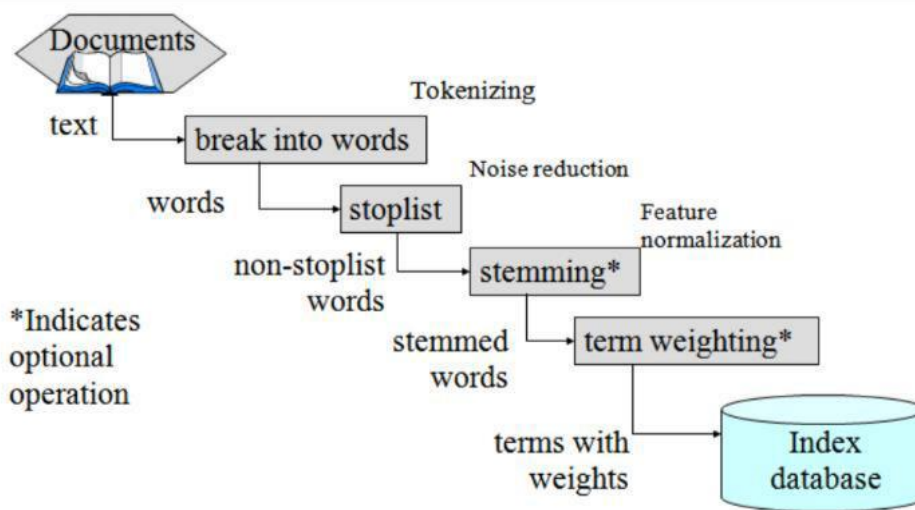 Documents
Tokenizing
text
break into words
Noise reduction
words
stoplist
Feature
normalization
non-stoplist
words
stemming*
*Indicates
optional
operation
stemmed
words
term weighting*
terms with
weights
Index
database